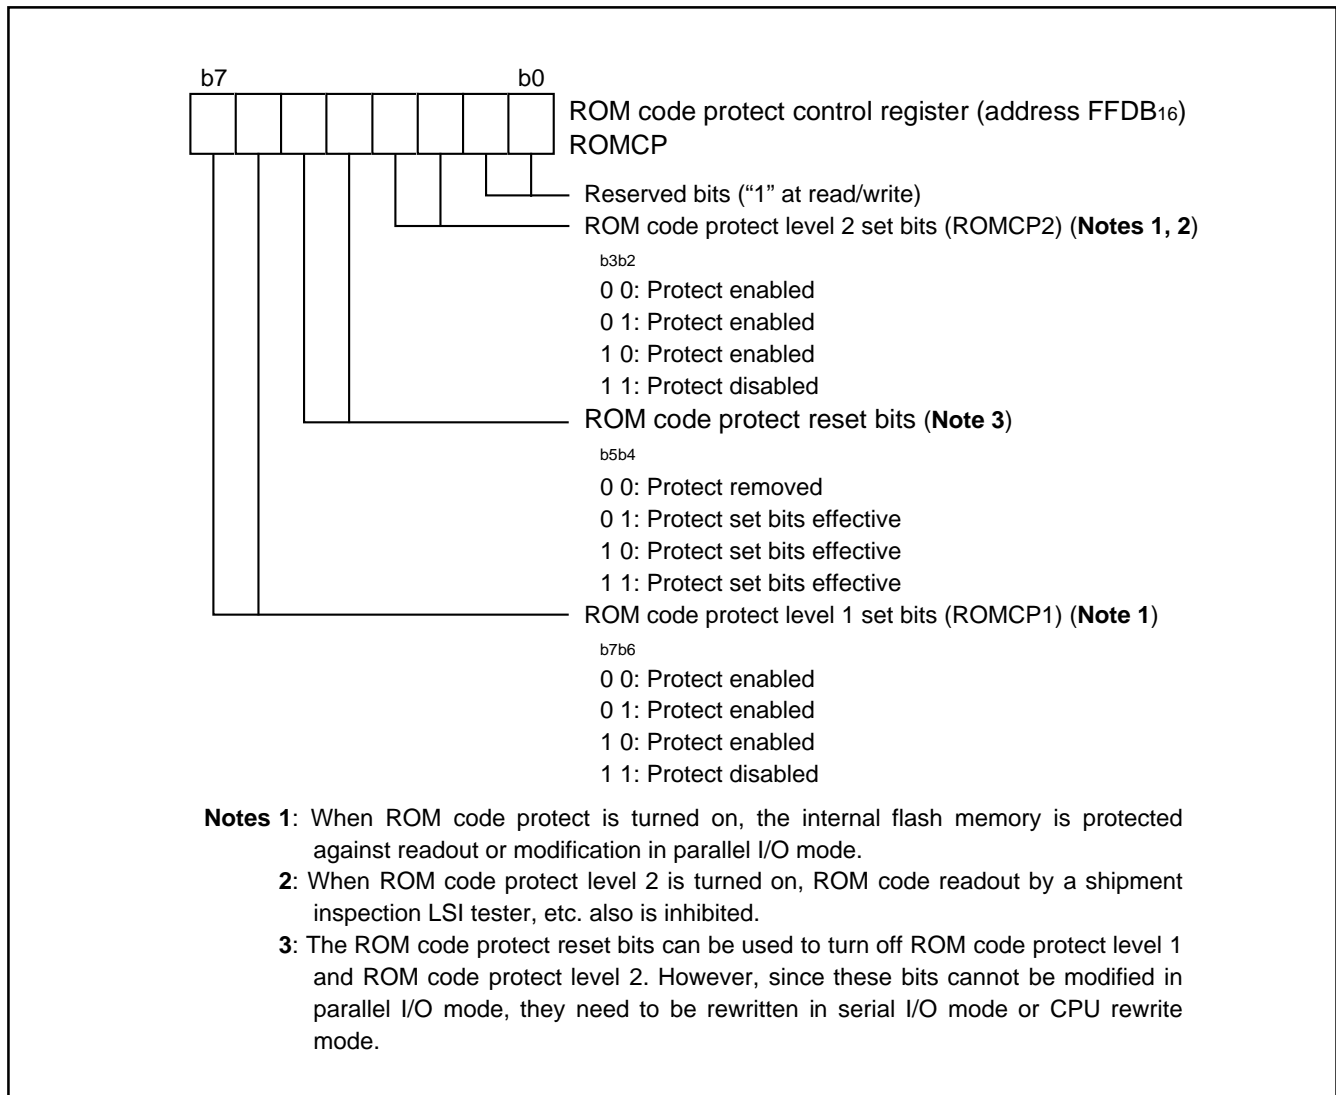 b7 b0
ROM code protect control register (address FFDB16)
ROMCP
Reserved bits (“1” at read/write)
ROM code protect level 2 set bits (ROMCP2) (Notes 1, 2)
b3b2
0 0: Protect enabled
0 1: Protect enabled
1 0: Protect enabled
1 1: Protect disabled
ROM code protect reset bits (Note 3)
b5b4
0 0: Protect removed
0 1: Protect set bits effective
1 0: Protect set bits effective
1 1: Protect set bits effective
ROM code protect level 1 set bits (ROMCP1) (Note 1)
b7b6
0 0: Protect enabled
0 1: Protect enabled
1 0: Protect enabled
1 1: Protect disabled
Notes 1: When ROM code protect is turned on, the internal flash memory is protected
against readout or modification in parallel I/O mode.
2: When ROM code protect level 2 is turned on, ROM code readout by a shipment
inspection LSI tester, etc. also is inhibited.
3: The ROM code protect reset bits can be used to turn off ROM code protect level 1
and ROM code protect level 2. However, since these bits cannot be modified in
parallel I/O mode, they need to be rewritten in serial I/O mode or CPU rewrite
mode.